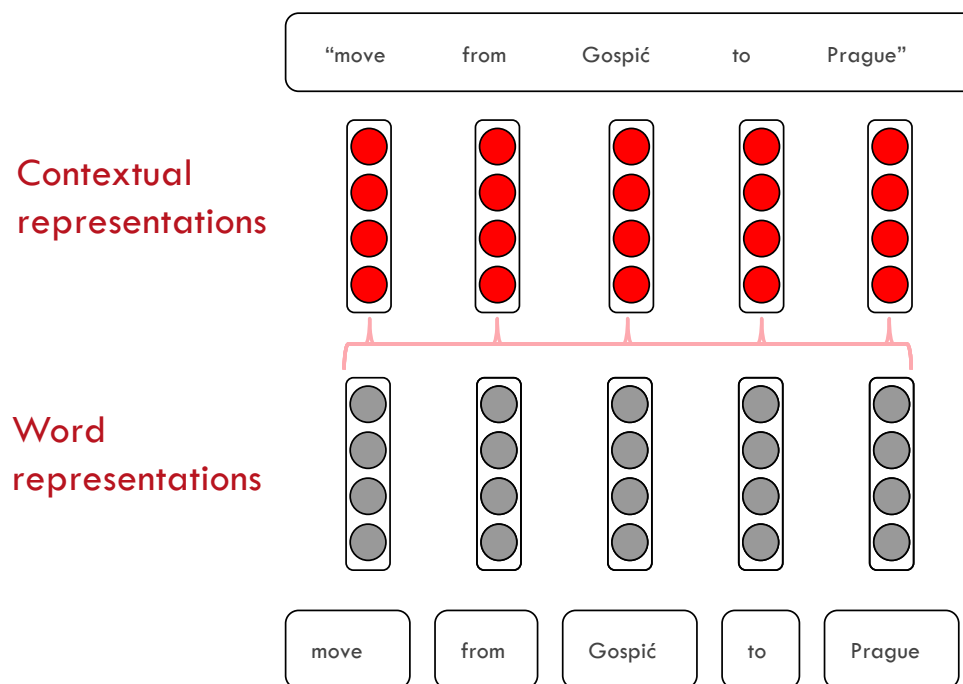 “move from Gospić to Prague”
Contextual
representations
Word
representations
move from Gospić to Prague